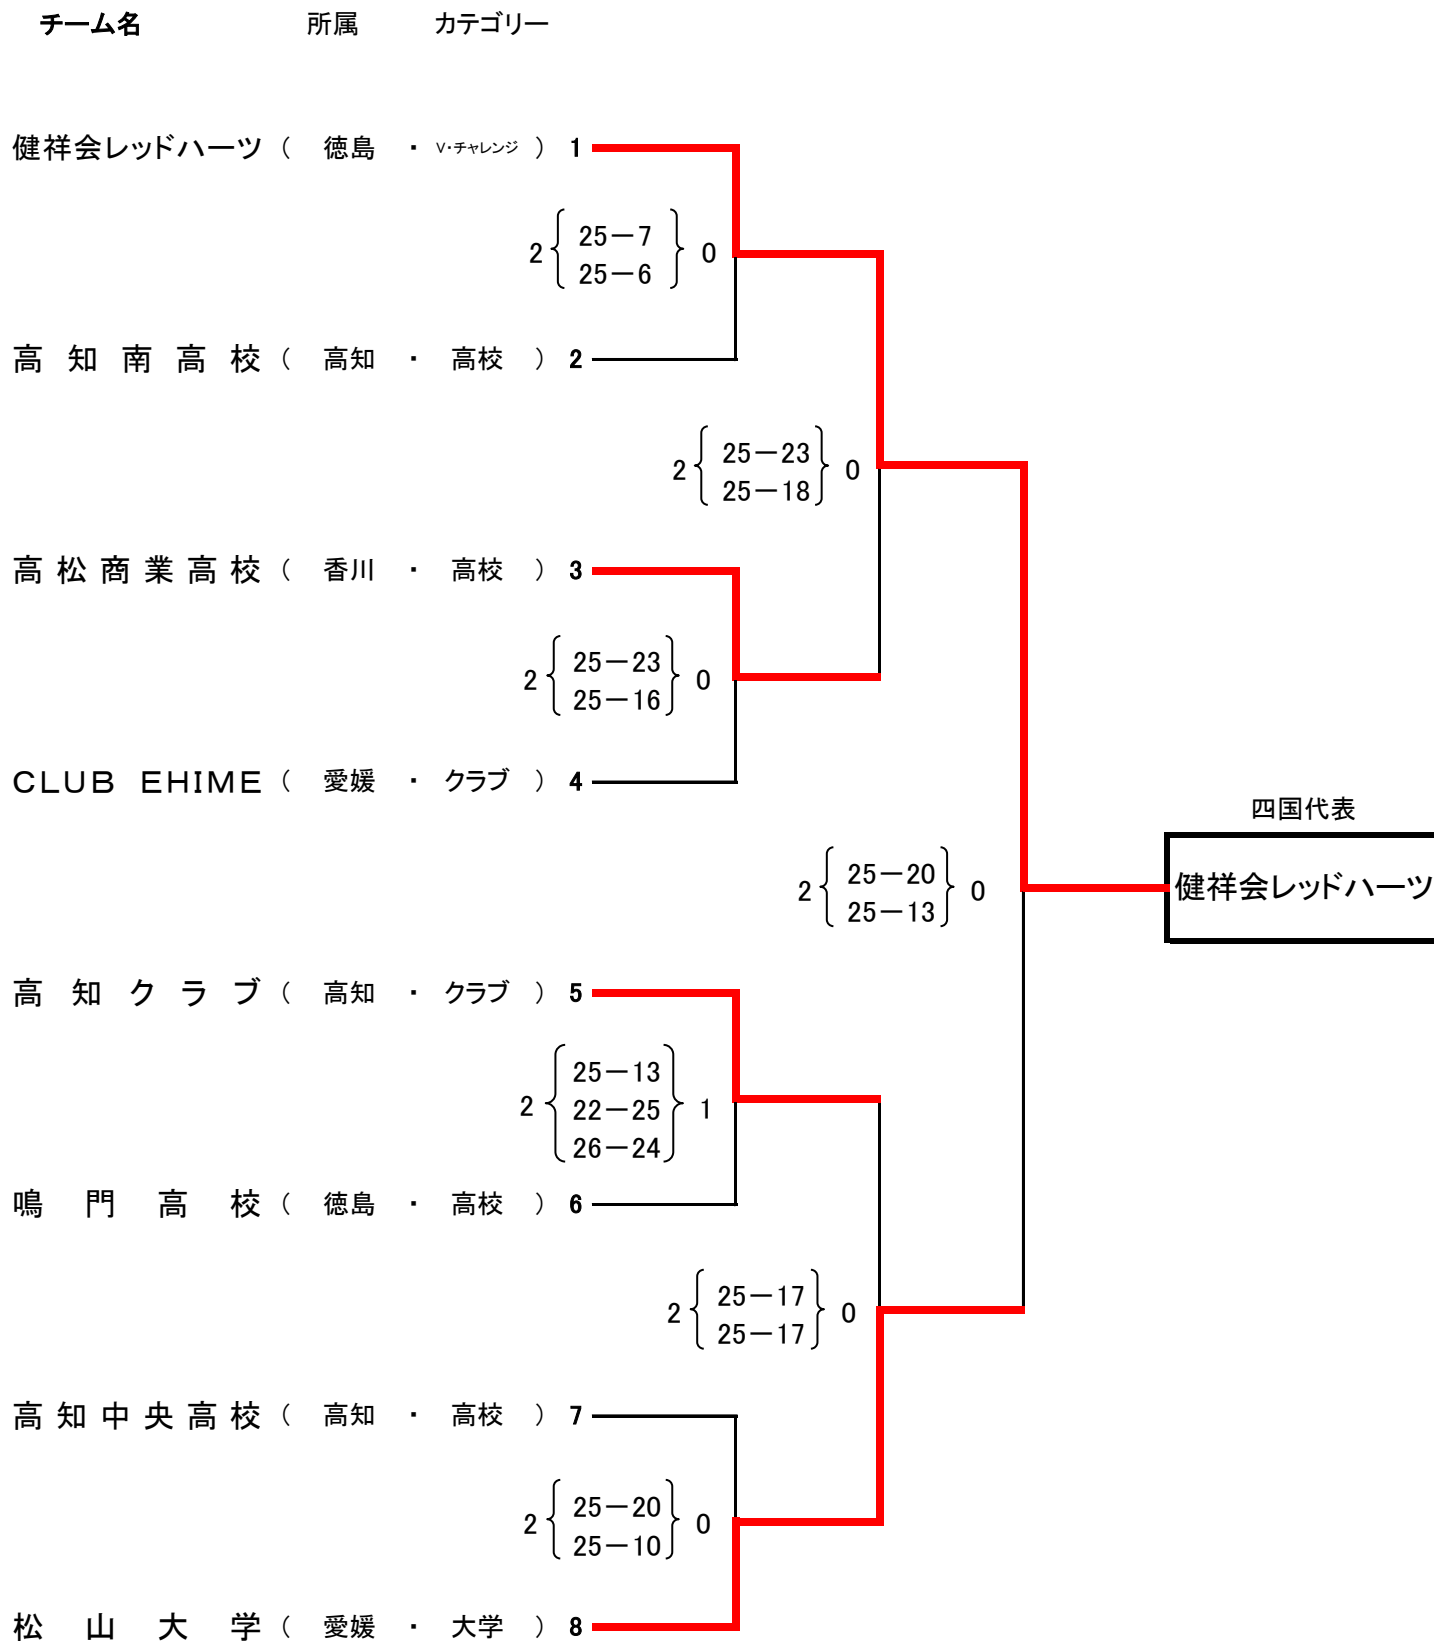 チーム名 所属 カテゴリー
健祥会レッドハーツ ( 徳島 ・ V・チャレンジ ) 1
2 { 25－7 } 0
25－6
高知南高校 ( 高知 ・ 高校 ) 2
2 { 25－23 } 0
25－18
高松商業高校 ( 香川 ・ 高校 ) 3
2 { 25－23 } 0
25－16
CLUB EHIME ( 愛媛 ・ クラブ ) 4
四国代表
健祥会レッドハーツ
2 { 25－20 } 0
25－13
高知クラブ ( 高知 ・ クラブ ) 5
2 { 25－13 } 1
22－25
26－24
鳴門高校 ( 徳島 ・ 高校 ) 6
2 { 25－17 } 0
25－17
高知中央高校 ( 高知 ・ 高校 ) 7
2 { 25－20 } 0
25－10
松山大学 ( 愛媛 ・ 大学 ) 8